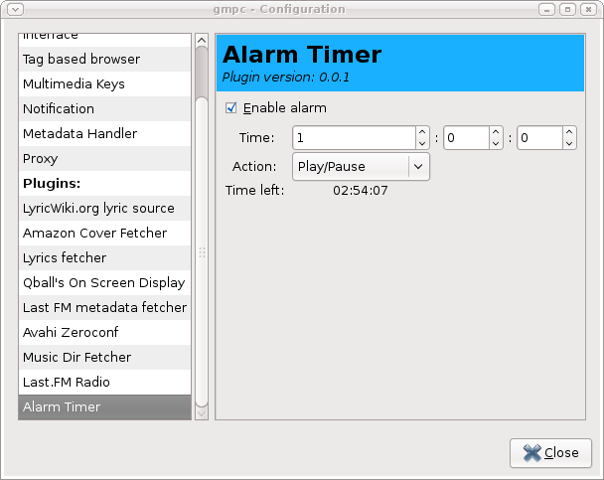 gmpc - Configuration
Interface
Tag based browser
Multimedia Keys
Notification
Metadata Handler
Proxy
Plugins:
LyricWiki.org lyric source
Amazon Cover Fetcher
Lyrics fetcher
Qball's On Screen Display
Last FM metadata fetcher
Avahi Zeroconf
Music Dir Fetcher
Last.FM Radio
Alarm Timer
Alarm Timer
Plugin version: 0.0.1
Enable alarm
Time: 1 : 0 : 0
Action: Play/Pause
Time left: 02:54:07
Close